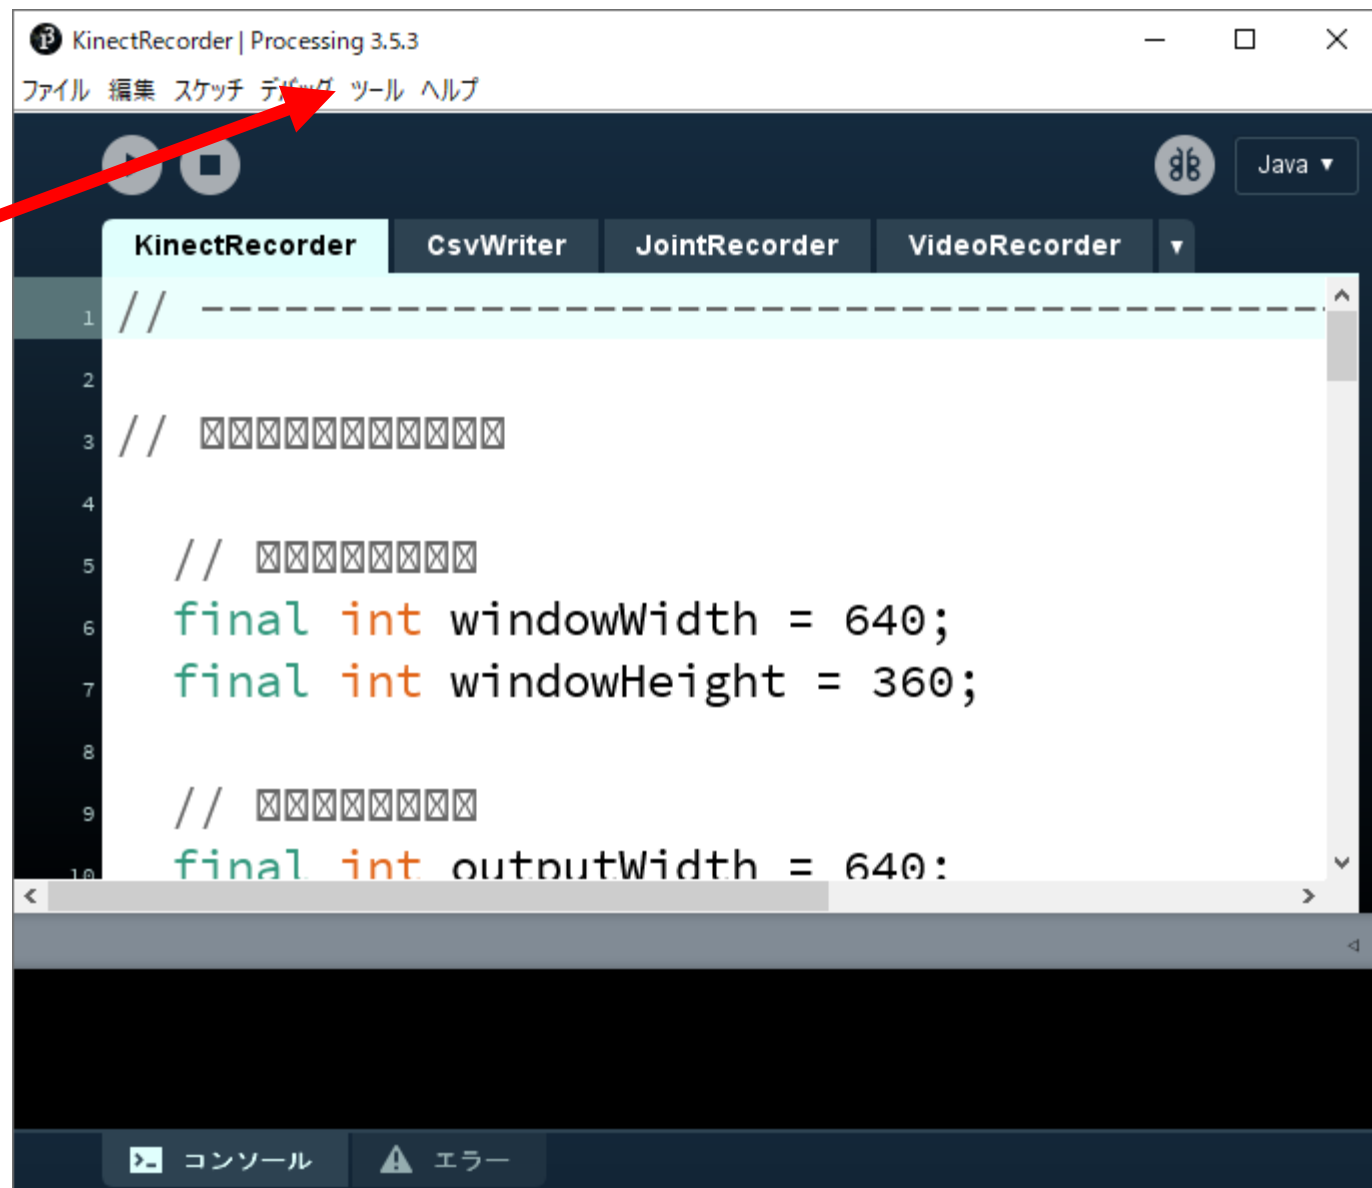 KinectRecorder | Processing 3.5.3
ファイル 編集 スケッチ デバッグ ツール ヘルプ
Java ▼
KinectRecorder CsvWriter JointRecorder VideoRecorder ▼
1 // -----------------------------------------
2
3 // 
4
5 // 
6 final int windowWidth = 640;
7 final int windowHeight = 360;
8
9 // 
10 final int outputWidth = 640;
コンソール エラー